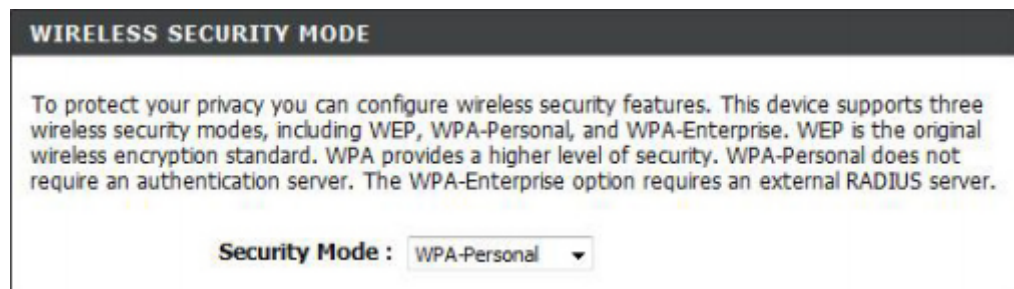 WIRELESS SECURITY MODE
To protect your privacy you can configure wireless security features. This device supports three
wireless security modes, including WEP, WPA-Personal, and WPA-Enterprise. WEP is the original
wireless encryption standard. WPA provides a higher level of security. WPA-Personal does not
require an authentication server. The WPA-Enterprise option requires an external RADIUS server.
Security Mode : WPA-Personal